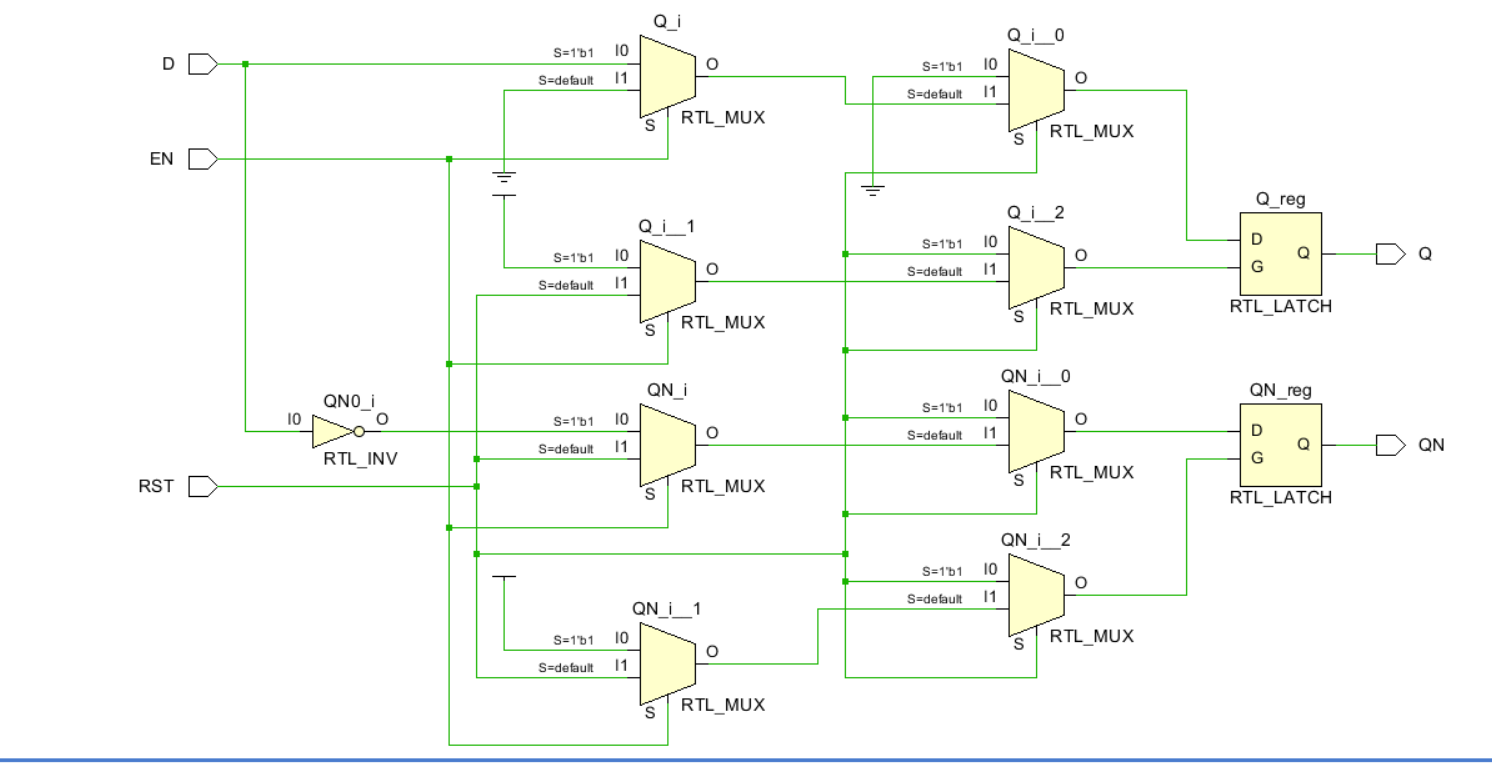 D
EN
RST
Q_i
S=1'b1 I0
S=default I1
O
S
RTL_MUX
Q_i__0
S=1'b1 I0
S=default I1
O
S
RTL_MUX
Q_i__1
S=1'b1 I0
S=default I1
O
S
RTL_MUX
Q_i__2
S=1'b1 I0
S=default I1
O
S
RTL_MUX
Q_reg
D
G
Q
RTL_LATCH
Q
QN0_i
I0
O
RTL_INV
QN_i
S=1'b1 I0
S=default I1
O
S
RTL_MUX
QN_i__0
S=1'b1 I0
S=default I1
O
S
RTL_MUX
QN_reg
D
G
Q
RTL_LATCH
QN
QN_i__1
S=1'b1 I0
S=default I1
O
S
RTL_MUX
QN_i__2
S=1'b1 I0
S=default I1
O
S
RTL_MUX